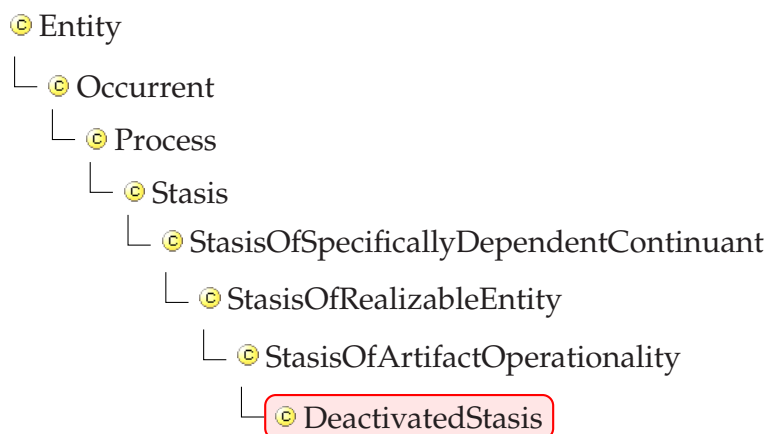 Entity
Occurrent
Process
Stasis
StasisOfSpecificallyDependentContinuant
StasisOfRealizableEntity
StasisOfArtifactOperationality
DeactivatedStasis